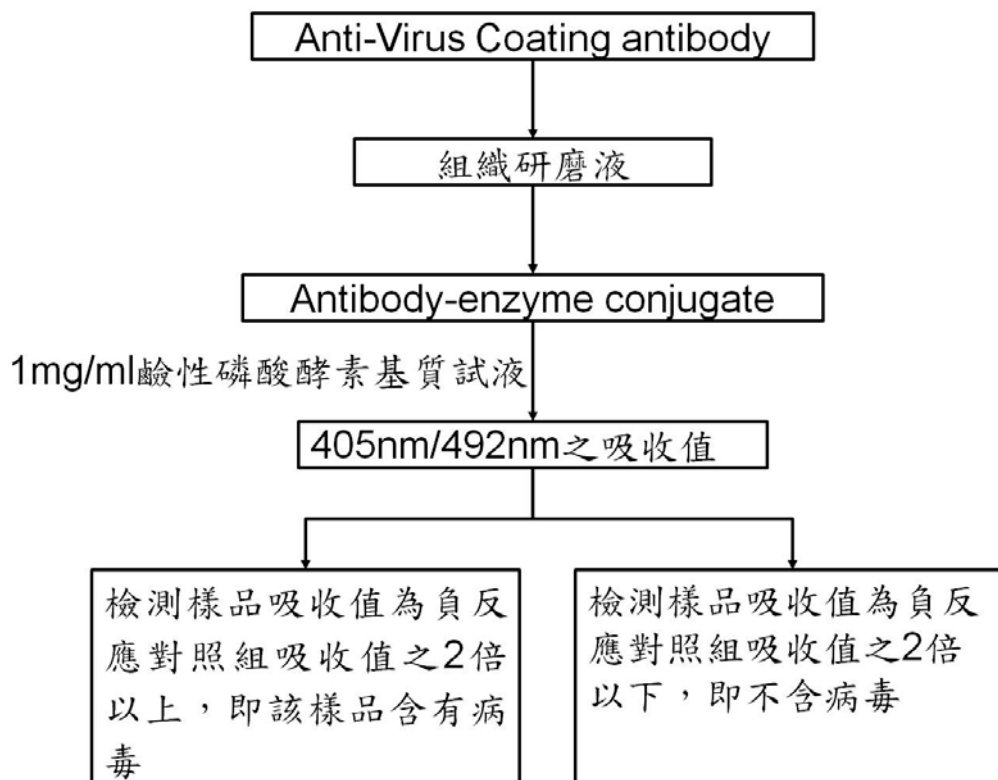 Anti-Virus Coating antibody
組織研磨液
Antibody-enzyme conjugate
1mg/ml鹼性磷酸酵素基質試液
405nm/492nm之吸收值
檢測樣品吸收值為負反
應對照組吸收值之2倍
以上，即該樣品含有病
毒
檢測樣品吸收值為負反
應對照組吸收值之2倍
以下，即不含病毒